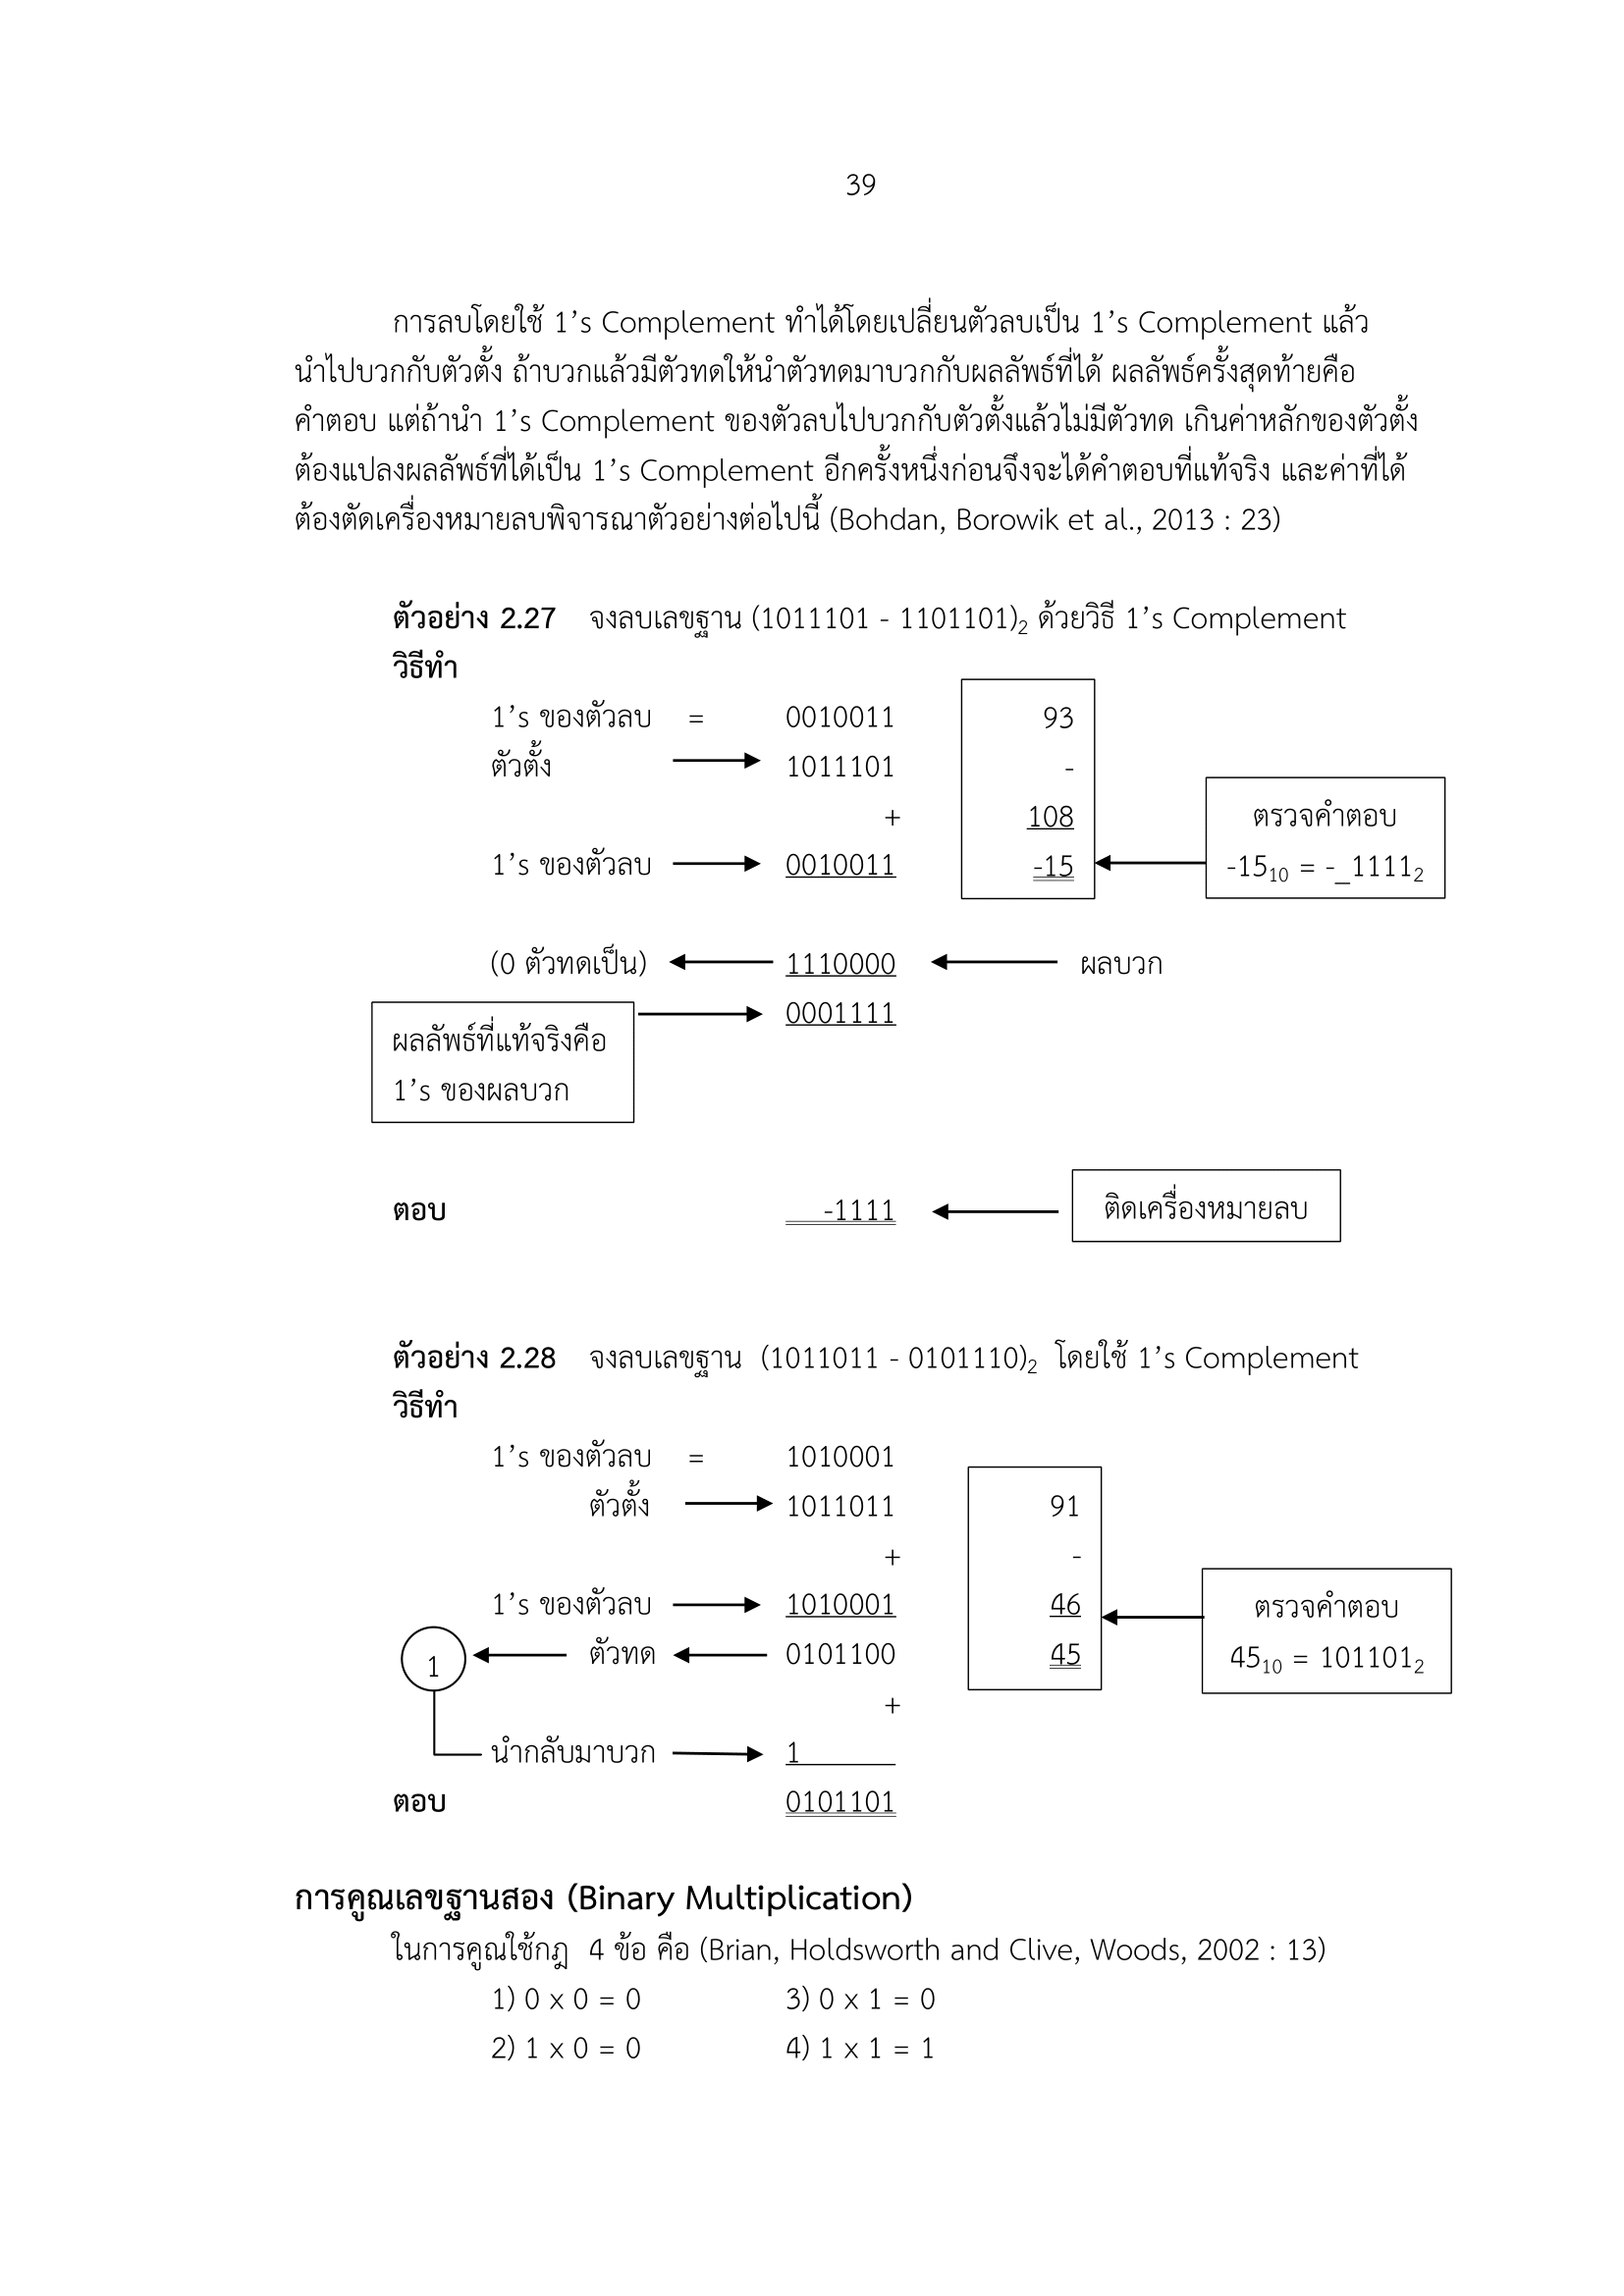 39
การลบโดยใช้ 1’s Complement ทำได้โดยเปลี่ยนตัวลบเป็น 1’s Complement แล้ว
นำไปบวกกับตัวตั้ง ถ้าบวกแล้วมีตัวทดให้นำตัวทดมาบวกกับผลลัพธ์ที่ได้ ผลลัพธ์ครั้งสุดท้ายคือ
คำตอบ แต่ถ้านำ 1’s Complement ของตัวลบไปบวกกับตัวตั้งแล้วไม่มีตัวทด เกินค่าหลักของตัวตั้ง
ต้องแปลงผลลัพธ์ที่ได้เป็น 1’s Complement อีกครั้งหนึ่งก่อนจึงจะได้คำตอบที่แท้จริง และค่าที่ได้
ต้องตัดเครื่องหมายลบพิจารณาตัวอย่างต่อไปนี้ (Bohdan, Borowik et al., 2013 : 23)
ตัวอย่าง 2.27 จงลบเลขฐาน (1011101 - 1101101)₂ ด้วยวิธี 1’s Complement
วิธีทำ
1’s ของตัวลบ = 0010011 93
ตัวตั้ง 1011101 -
+ 108 ตรวจคำตอบ
1’s ของตัวลบ 0010011 -15 -15₁₀ = -_1111₂
(0 ตัวทดเป็น) 1110000 ผลบวก
0001111
ผลลัพธ์ที่แท้จริงคือ
1’s ของผลบวก
ตอบ -1111 ติดเครื่องหมายลบ
ตัวอย่าง 2.28 จงลบเลขฐาน (1011011 - 0101110)₂ โดยใช้ 1’s Complement
วิธีทำ
1’s ของตัวลบ = 1010001
ตัวตั้ง 1011011 91
+ -
1’s ของตัวลบ 1010001 46 ตรวจคำตอบ
1 ตัวทด 0101100 45 45₁₀ = 101101₂
+
นำกลับมาบวก 1
ตอบ 0101101
การคูณเลขฐานสอง (Binary Multiplication)
ในการคูณใช้กฎ 4 ข้อ คือ (Brian, Holdsworth and Clive, Woods, 2002 : 13)
1) 0 x 0 = 0 3) 0 x 1 = 0
2) 1 x 0 = 0 4) 1 x 1 = 1